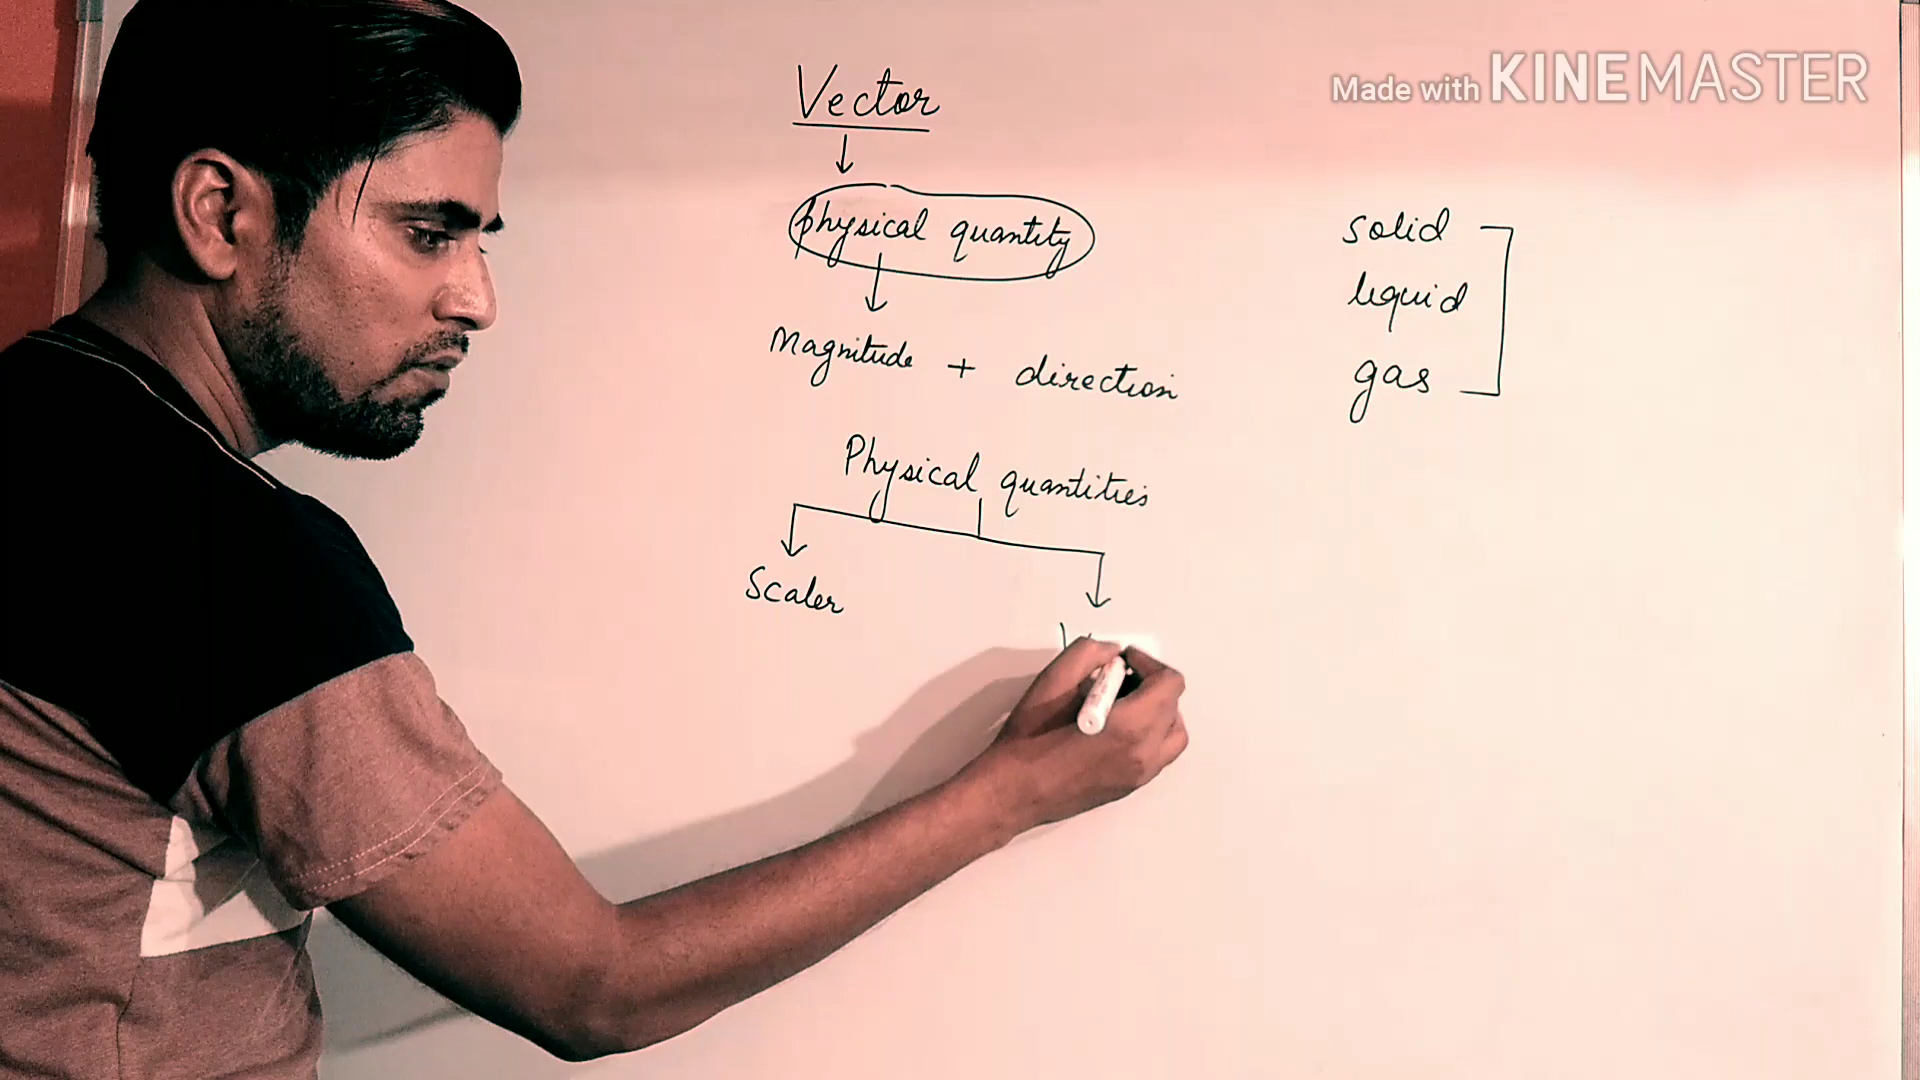 Made with KINEMASTER
Vector
physical quantity
Magnitude + direction
solid
liquid
gas
Physical quantities
Scaler